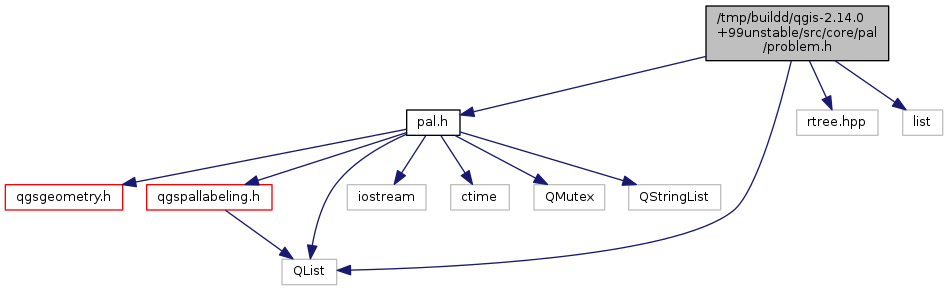 /tmp/buildd/qgis-2.14.0
+99unstable/src/core/pal
/problem.h
pal.h
rtree.hpp
list
qgsgeometry.h
qgspallabeling.h
iostream
ctime
QMutex
QStringList
QList